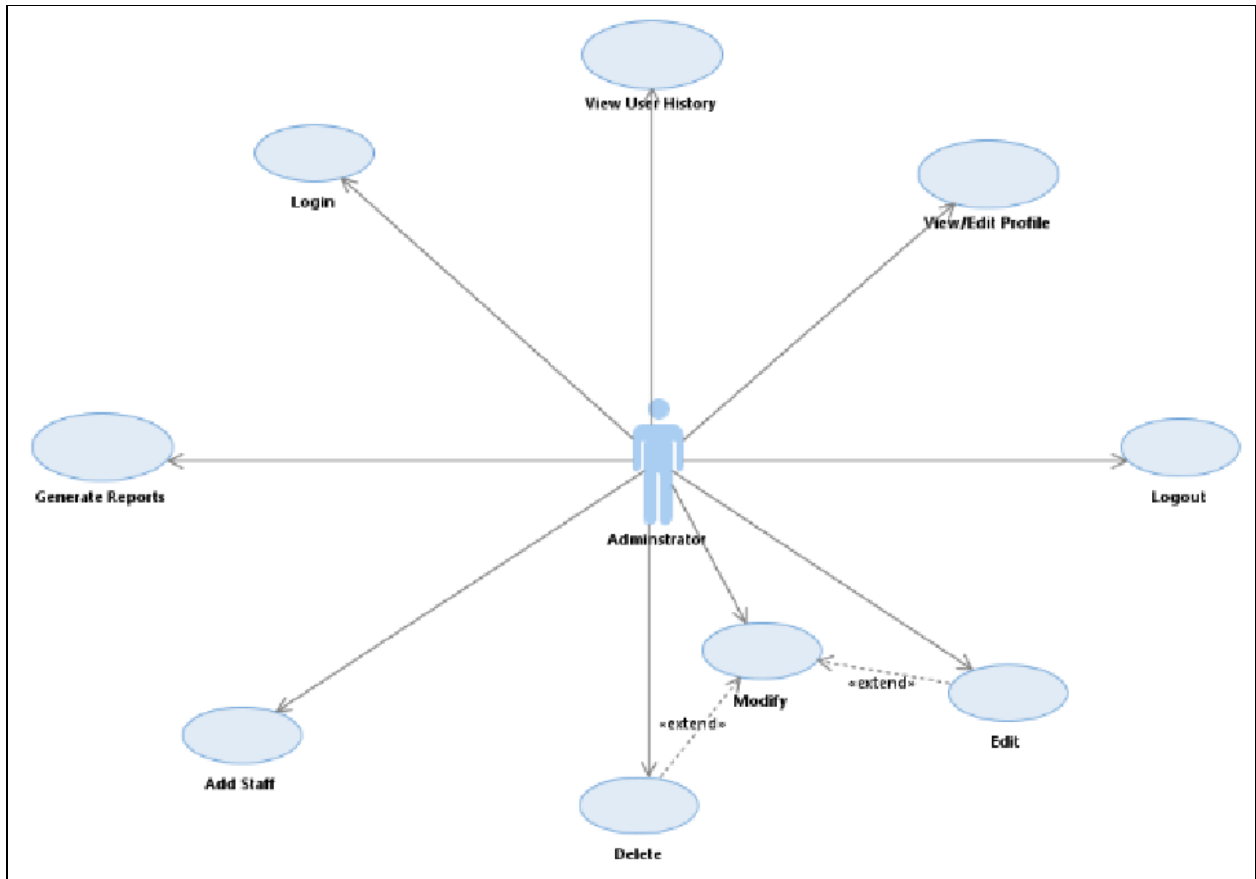 View User History
Login
View/Edit Profile
Generate Reports
Logout
Adminstrator
Modify
«extend»
«extend»
Edit
Add Staff
Delete